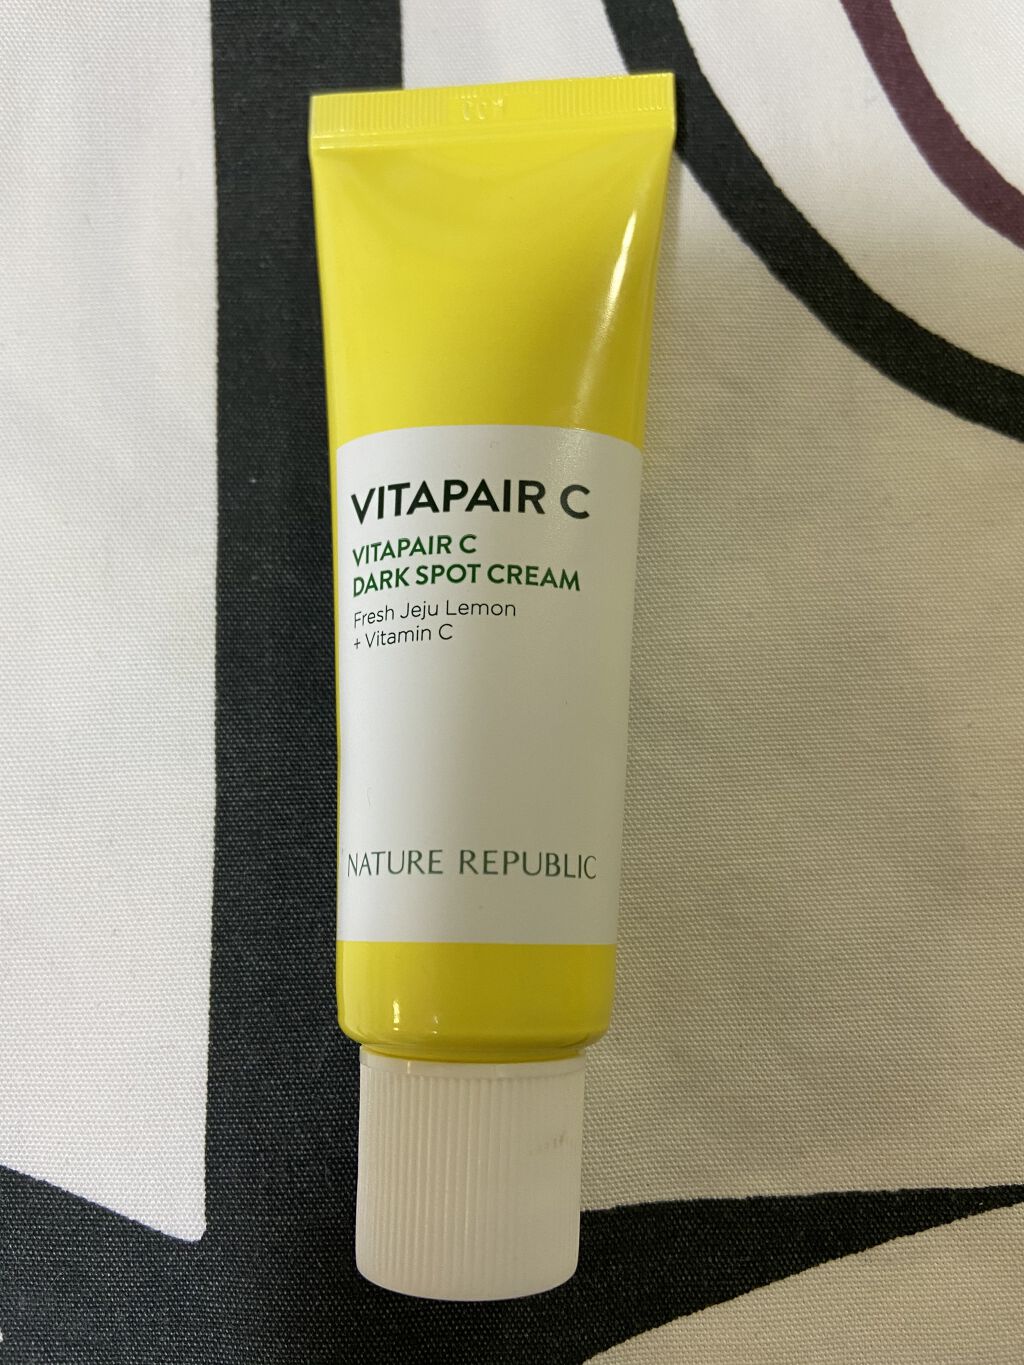 VITAPAIR C
VITAPAIR C
DARK SPOT CREAM
Fresh Jeju Lemon
+ Vitamin C
NATURE REPUBLIC